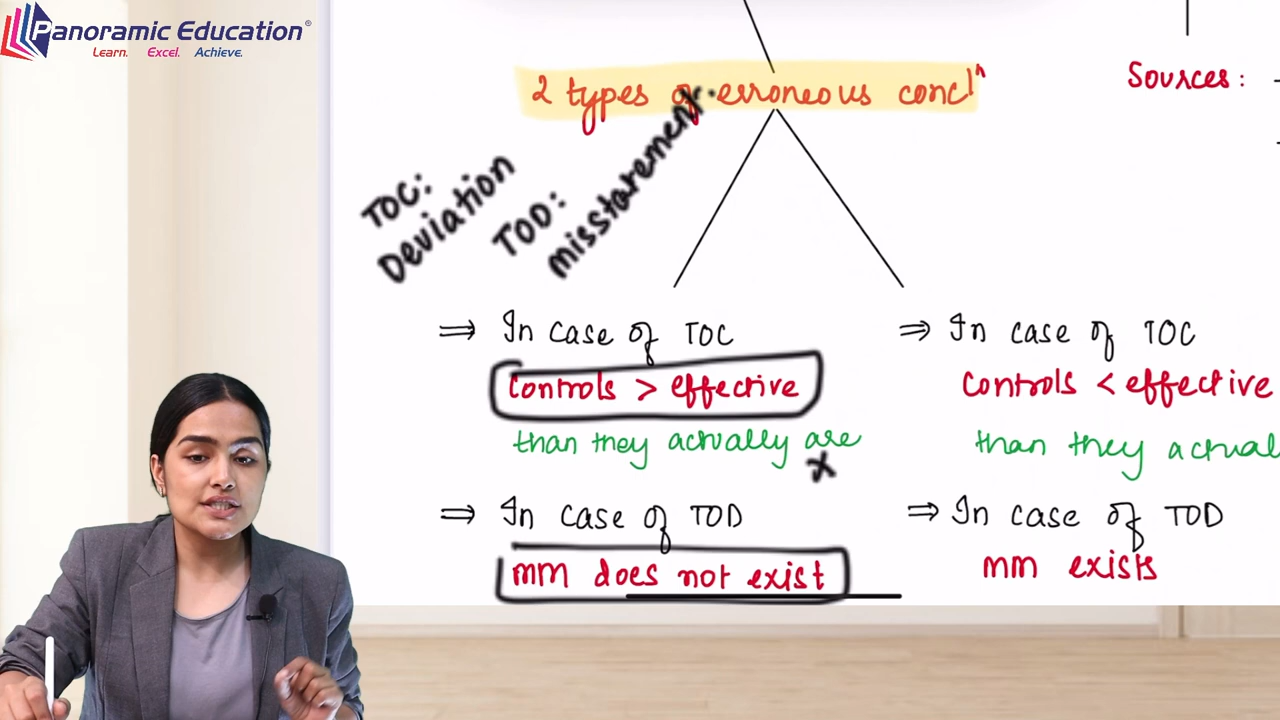 Panoramic Education®
Learn. Excel. Achieve.
2 types of erroneous conclⁿ
Sources:
TOC:
Deviation
TOD:
misstatement.
⇒ In case of TOC
controls > effective
than they actually are
x
⇒ In case of TOD
mm does not exist
⇒ In case of TOC
controls < effective
than they actual
⇒ In case of TOD
mm exists